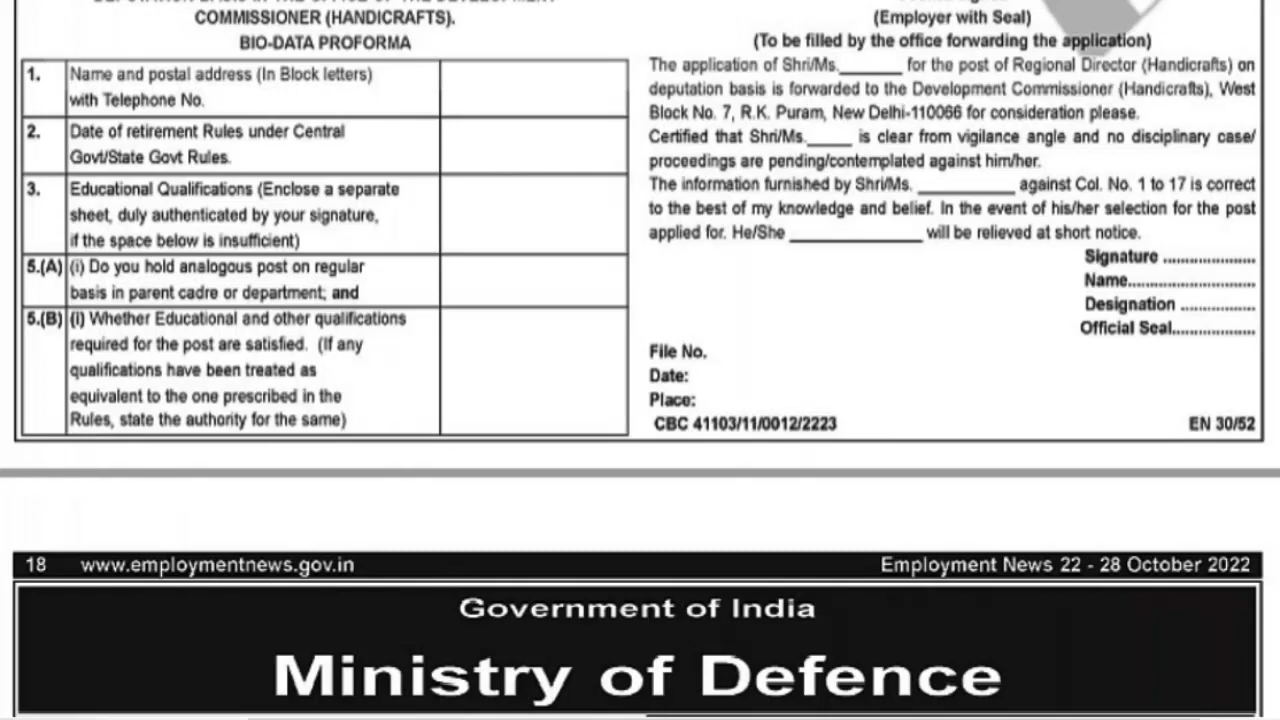 COMMISSIONER (HANDICRAFTS).
BIO-DATA PROFORMA
1. Name and postal address (In Block letters)
with Telephone No.
2. Date of retirement Rules under Central
Govt/State Govt Rules.
3. Educational Qualifications (Enclose a separate
sheet, duly authenticated by your signature,
if the space below is insufficient)
5.(A) (i) Do you hold analogous post on regular
basis in parent cadre or department; and
5.(B) (i) Whether Educational and other qualifications
required for the post are satisfied. (If any
qualifications have been treated as
equivalent to the one prescribed in the
Rules, state the authority for the same)
(Employer with Seal)
(To be filled by the office forwarding the application)
The application of Shri/Ms.______ for the post of Regional Director (Handicrafts) on
deputation basis is forwarded to the Development Commissioner (Handicrafts), West
Block No. 7, R.K. Puram, New Delhi-110066 for consideration please.
Certified that Shri/Ms.____ is clear from vigilance angle and no disciplinary case/
proceedings are pending/contemplated against him/her.
The information furnished by Shri/Ms. _________ against Col. No. 1 to 17 is correct
to the best of my knowledge and belief. In the event of his/her selection for the post
applied for. He/She ____________ will be relieved at short notice.
Signature .....................
Name.............................
Designation .................
Official Seal...................
File No.
Date:
Place:
CBC 41103/11/0012/2223 EN 30/52
18 www.employmentnews.gov.in Employment News 22 - 28 October 2022
Government of India
Ministry of Defence